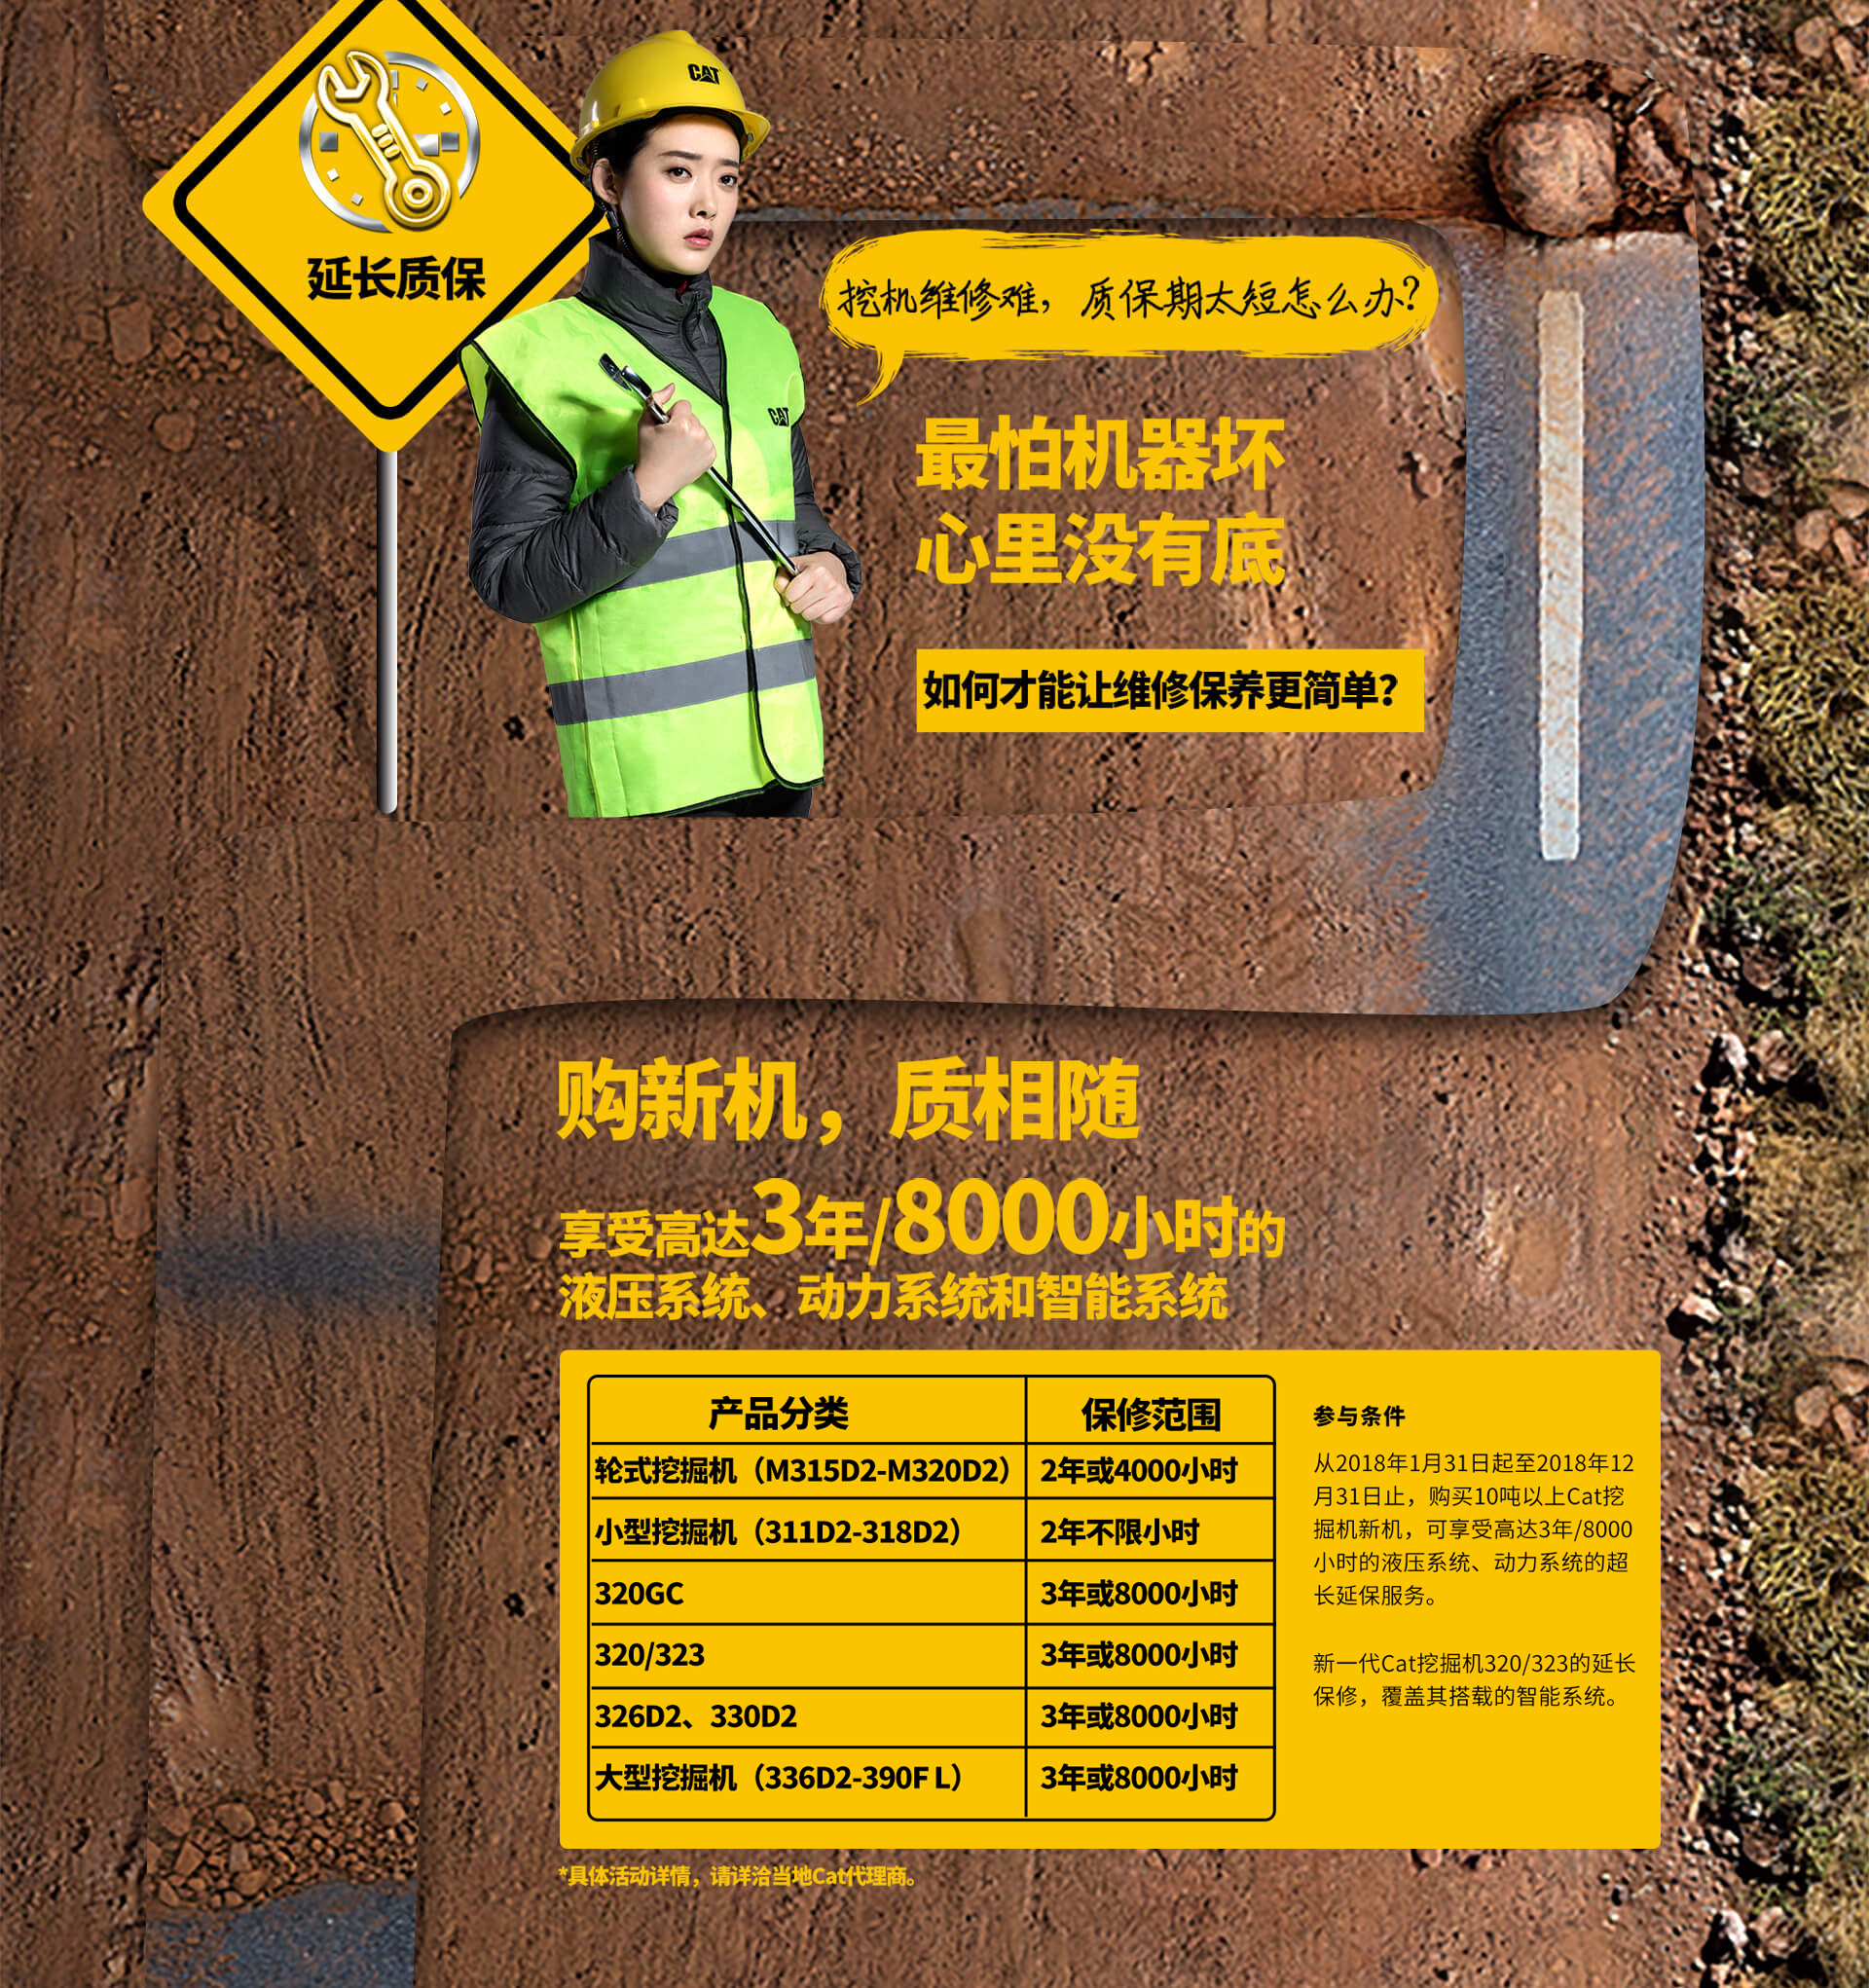 CAT
延长质保
挖机维修难，质保期太短怎么办？
CAT
最怕机器坏
心里没有底
如何才能让维修保养更简单？
购新机，质相随
享受高达3年/8000小时的
液压系统、动力系统和智能系统
产品分类 保修范围
轮式挖掘机（M315D2-M320D2） 2年或4000小时
小型挖掘机（311D2-318D2） 2年不限小时
320GC 3年或8000小时
320/323 3年或8000小时
326D2、330D2 3年或8000小时
大型挖掘机（336D2-390F L） 3年或8000小时
参与条件
从2018年1月31日起至2018年12
月31日止，购买10吨以上Cat挖
掘机新机，可享受高达3年/8000
小时的液压系统、动力系统的超
长延保服务。
新一代Cat挖掘机320/323的延长
保修，覆盖其搭载的智能系统。
*具体活动详情，请详洽当地Cat代理商。